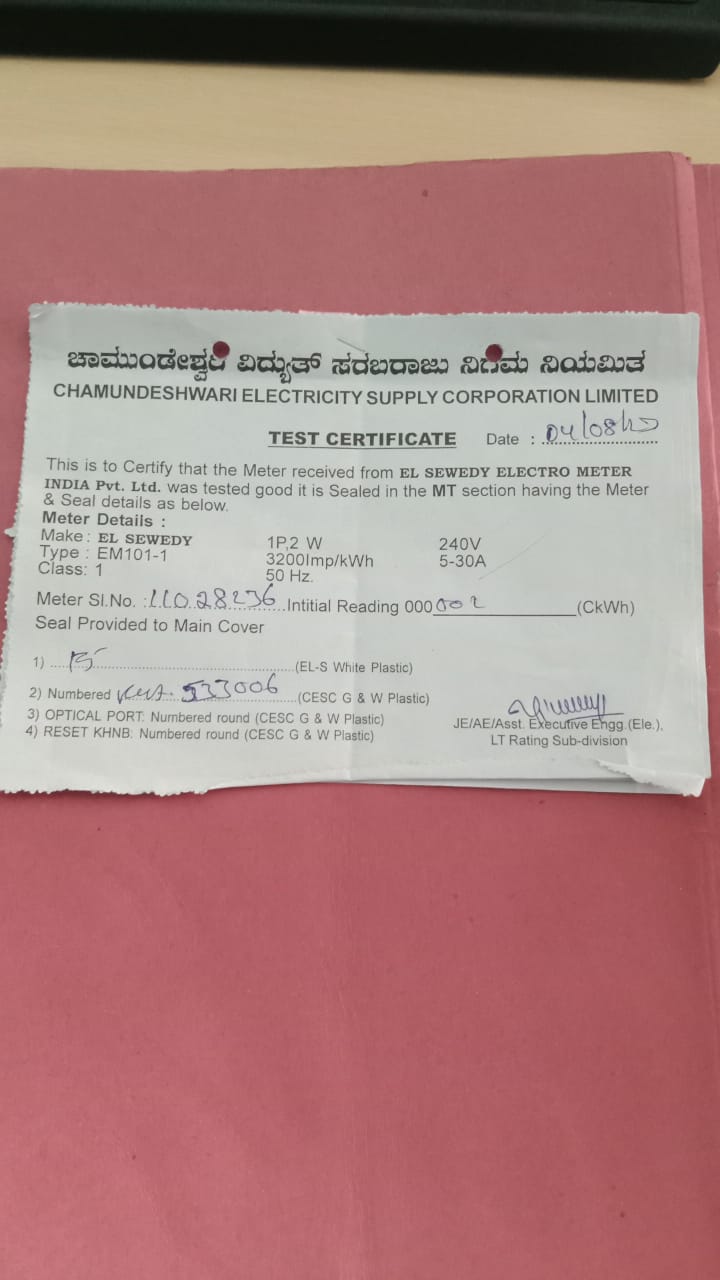 ಚಾಮುಂಡೇಶ್ವರಿ ವಿದ್ಯುತ್ ಸರಬರಾಜು ನಿಗಮ ನಿಯಮಿತ
CHAMUNDESHWARI ELECTRICITY SUPPLY CORPORATION LIMITED
TEST CERTIFICATE Date : 04/08/
This is to Certify that the Meter received from EL SEWEDY ELECTRO METER
INDIA Pvt. Ltd. was tested good it is Sealed in the MT section having the Meter
& Seal details as below.
Meter Details :
Make : EL SEWEDY 1P,2 W 240V
Type : EM101-1 3200Imp/kWh 5-30A
Class: 1 50 Hz.
Meter Sl.No. :11028236 Intitial Reading 000002 (CkWh)
Seal Provided to Main Cover
1) (EL-S White Plastic)
2) Numbered 533006 (CESC G & W Plastic)
3) OPTICAL PORT: Numbered round (CESC G & W Plastic)
4) RESET KHNB: Numbered round (CESC G & W Plastic)
JE/AE/Asst. Executive Engg.(Ele.),
LT Rating Sub-division